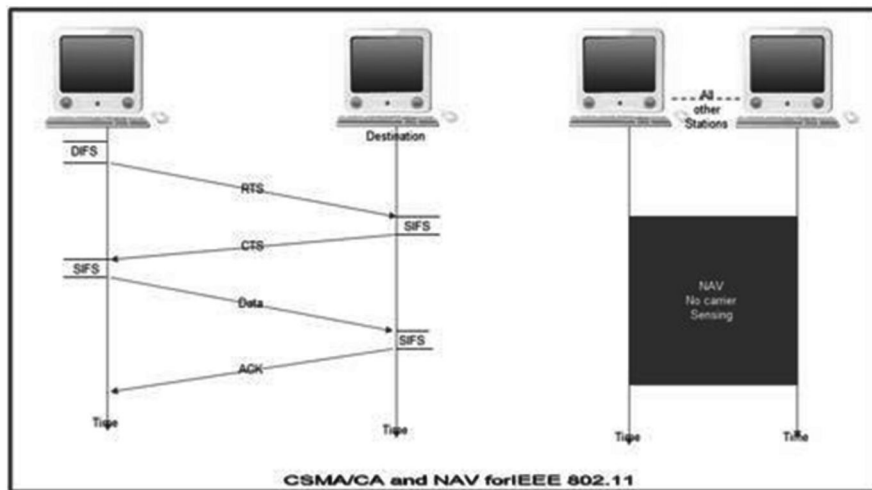 All
other
Stations
Destination
DIFS
RTS
SIFS
CTS
SIFS
Data
SIFS
ACK
NAV
No carrier
Sensing
Time
Time
Time
Time
CSMA/CA and NAV forIEEE 802.11